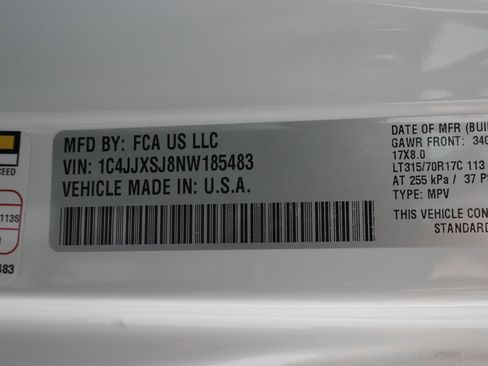 MFD BY: FCA US LLC
VIN: 1C4JJXSJ8NW185483
VEHICLE MADE IN: U.S.A.
DATE OF MFR (BUI
GAWR FRONT: 340
17X8.0
LT315/70R17C 113
AT 255 kPa / 37 P
TYPE: MPV
THIS VEHICLE CON
STANDARD
113S
483